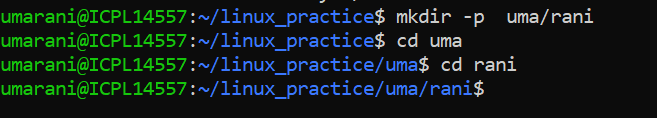 umarani@ICPL14557:~/linux_practice$ mkdir -p  uma/rani
umarani@ICPL14557:~/linux_practice$ cd uma
umarani@ICPL14557:~/linux_practice/uma$ cd rani
umarani@ICPL14557:~/linux_practice/uma/rani$